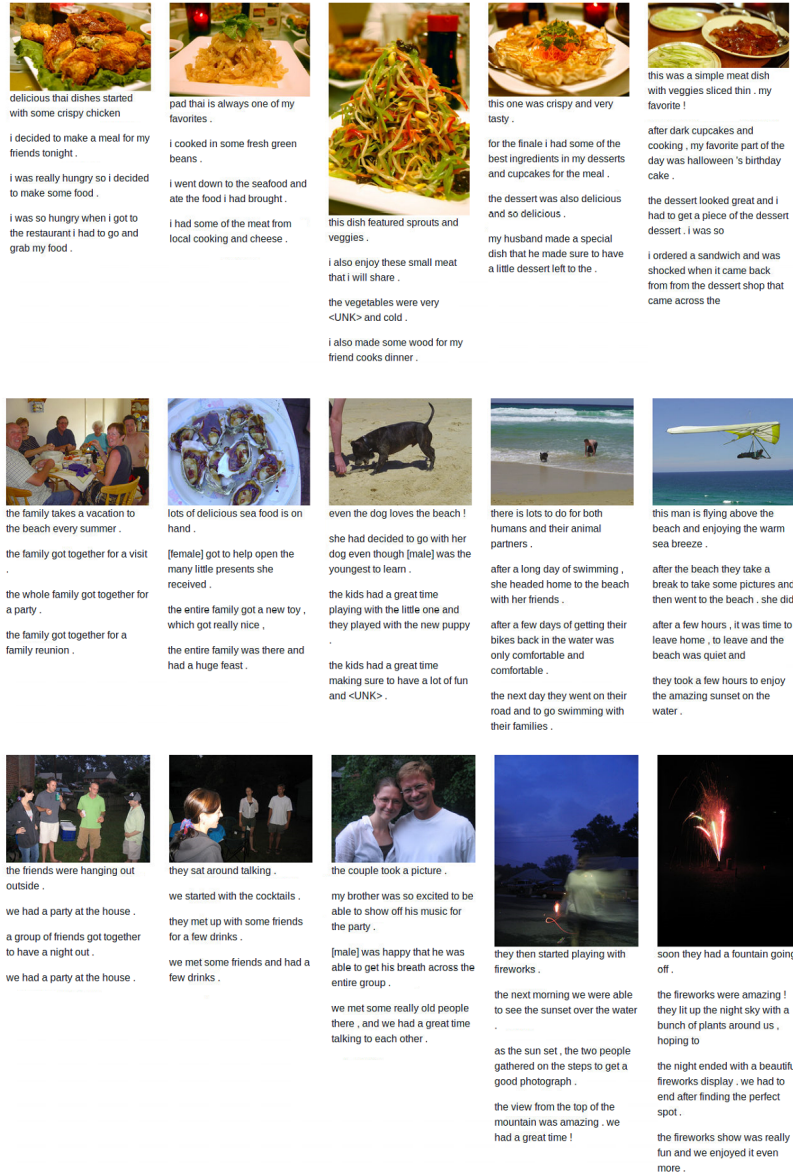 delicious thai dishes started
with some crispy chicken
i decided to make a meal for my
friends tonight .
i was really hungry so i decided
to make some food .
i was so hungry when i got to
the restaurant i had to go and
grab my food .
pad thai is always one of my
favorites .
i cooked in some fresh green
beans .
i went down to the seafood and
ate the food i had brought .
i had some of the meat from
local cooking and cheese .
this dish featured sprouts and
veggies .
i also enjoy these small meat
that i will share .
the vegetables were very
<UNK> and cold .
i also made some wood for my
friend cooks dinner .
this one was crispy and very
tasty .
for the finale i had some of the
best ingredients in my desserts
and cupcakes for the meal .
the dessert was also delicious
and so delicious .
my husband made a special
dish that he made sure to have
a little dessert left to the .
this was a simple meat dish
with veggies sliced thin . my
favorite !
after dark cupcakes and
cooking , my favorite part of the
day was halloween 's birthday
cake .
the dessert looked great and i
had to get a piece of the dessert
dessert . i was so
i ordered a sandwich and was
shocked when it came back
from from the dessert shop that
came across the
the family takes a vacation to
the beach every summer .
the family got together for a visit
.
the whole family got together for
a party .
the family got together for a
family reunion .
lots of delicious sea food is on
hand .
[female] got to help open the
many little presents she
received .
the entire family got a new toy ,
which got really nice ,
the entire family was there and
had a huge feast .
even the dog loves the beach !
she had decided to go with her
dog even though [male] was the
youngest to learn .
the kids had a great time
playing with the little one and
they played with the new puppy
.
the kids had a great time
making sure to have a lot of fun
and <UNK> .
there is lots to do for both
humans and their animal
partners .
after a long day of swimming ,
she headed home to the beach
with her friends .
after a few days of getting their
bikes back in the water was
only comfortable and
comfortable .
the next day they went on their
road and to go swimming with
their families .
this man is flying above the
beach and enjoying the warm
sea breeze .
after the beach they take a
break to take some pictures and
then went to the beach . she did
after a few hours , it was time to
leave home , to leave and the
beach was quiet and
they took a few hours to enjoy
the amazing sunset on the
water .
the friends were hanging out
outside .
we had a party at the house .
a group of friends got together
to have a night out .
we had a party at the house .
they sat around talking .
we started with the cocktails .
they met up with some friends
for a few drinks .
we met some friends and had a
few drinks .
the couple took a picture .
my brother was so excited to be
able to show off his music for
the party .
[male] was happy that he was
able to get his breath across the
entire group .
we met some really old people
there , and we had a great time
talking to each other .
they then started playing with
fireworks .
the next morning we were able
to see the sunset over the water
.
as the sun set , the two people
gathered on the steps to get a
good photograph .
the view from the top of the
mountain was amazing . we
had a great time !
soon they had a fountain going
off .
the fireworks were amazing !
they lit up the night sky with a
bunch of plants around us ,
hoping to
the night ended with a beautifu
fireworks display . we had to
end after finding the perfect
spot .
the fireworks show was really
fun and we enjoyed it even
more .